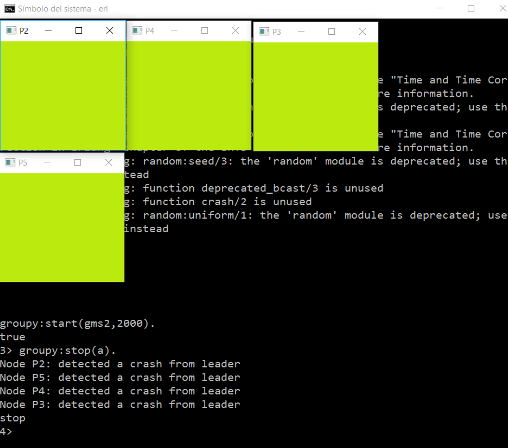 Símbolo del sistema - erl
P2
P4
P3
e "Time and Time Cor
re information.
is deprecated; use th
e "Time and Time Cor
re information.
P5
g: random:seed/3: the 'random' module is deprecated; use th
tead
g: function deprecated_bcast/3 is unused
g: function crash/2 is unused
g: random:uniform/1: the 'random' module is deprecated; use
instead
groupy:start(gms2,2000).
true
3> groupy:stop(a).
Node P2: detected a crash from leader
Node P5: detected a crash from leader
Node P4: detected a crash from leader
Node P3: detected a crash from leader
stop
4>